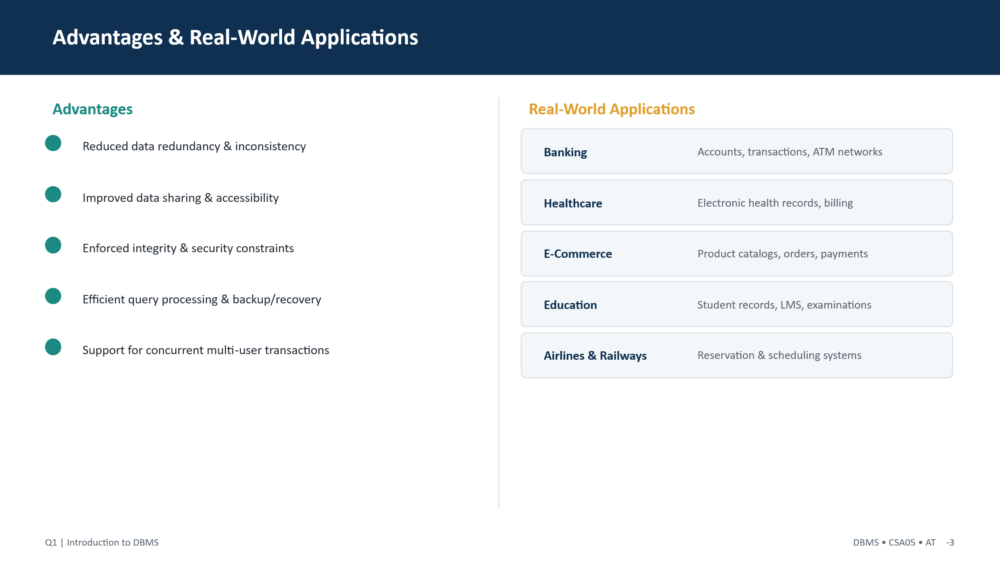 Advantages & Real-World Applications
Advantages
Reduced data redundancy & inconsistency
Improved data sharing & accessibility
Enforced integrity & security constraints
Efficient query processing & backup/recovery
Support for concurrent multi-user transactions
Real-World Applications
Banking Accounts, transactions, ATM networks
Healthcare Electronic health records, billing
E-Commerce Product catalogs, orders, payments
Education Student records, LMS, examinations
Airlines & Railways Reservation & scheduling systems
Q1 | Introduction to DBMS
DBMS • CSA05 • AT -3